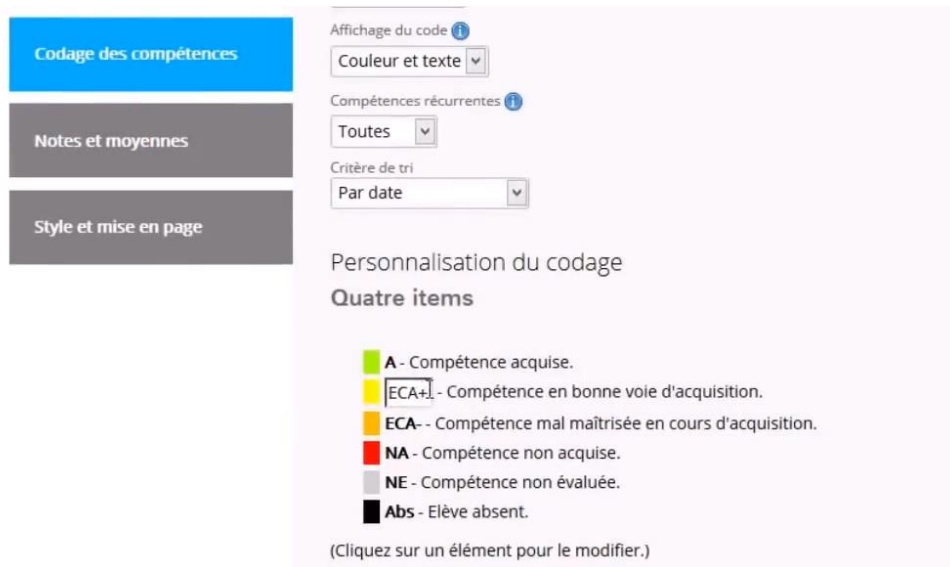 Codage des compétences
Notes et moyennes
Style et mise en page
Affichage du code
Couleur et texte
Compétences récurrentes
Toutes
Critère de tri
Par date
Personnalisation du codage
Quatre items
A - Compétence acquise.
ECA+ - Compétence en bonne voie d'acquisition.
ECA- - Compétence mal maîtrisée en cours d'acquisition.
NA - Compétence non acquise.
NE - Compétence non évaluée.
Abs - Elève absent.
(Cliquez sur un élément pour le modifier.)